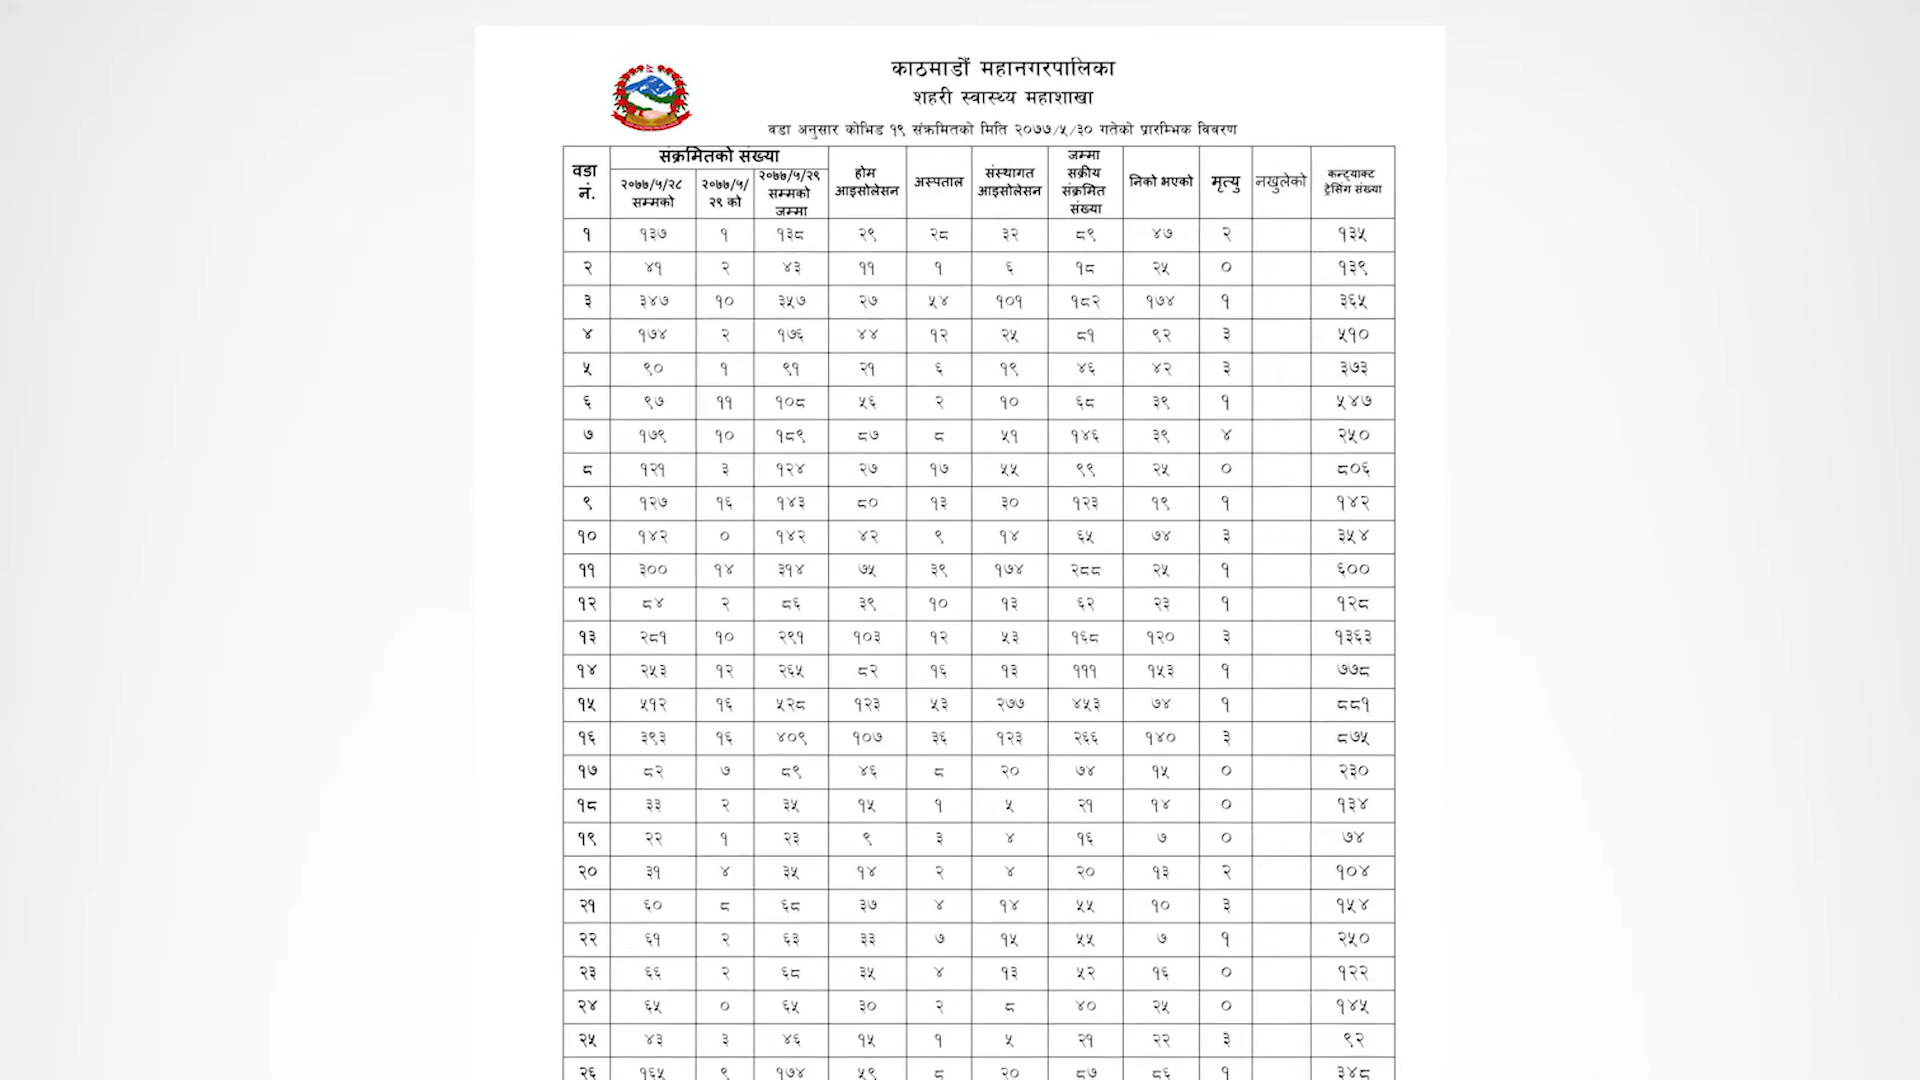 काठमाडौं महानगरपालिका
शहरी स्वास्थ्य महाशाखा
वडा अनुसार कोभिड १९ संक्रमितको मिति २०७७/५/३० गतेको प्रारम्भिक विवरण
वडा नं. संक्रमितको संख्या होम आइसोलेसन अस्पताल संस्थागत आइसोलेसन जम्मा सक्रीय संक्रमित संख्या निको भएको मृत्यु नखुलेको कन्ट्याक्ट ट्रेसिंग संख्या
२०७७/५/२८ सम्मको २०७७/५/२९ को २०७७/५/२९ सम्मको जम्मा
१ १३७ १ १३८ २९ २८ ३२ ८९ ४७ २ १३५
२ ४१ २ ४३ ११ १ ६ १८ २५ ० १३९
३ ३४७ १० ३५७ २७ ५४ १०१ १८२ १७४ १ ३६५
४ १७४ २ १७६ ४४ १२ २५ ८१ ९२ ३ ५१०
५ ९० १ ९१ २१ ६ १९ ४६ ४२ ३ ३७३
६ ९७ ११ १०८ ५६ २ १० ६८ ३९ १ ५४७
७ १७९ १० १८९ ८७ ८ ५१ १४६ ३९ ४ २५०
८ १२१ ३ १२४ २७ १७ ५५ ९९ २५ ० ८०६
९ १२७ १६ १४३ ८० १३ ३० १२३ १९ १ १४२
१० १४२ ० १४२ ४२ ९ १४ ६५ ७४ ३ ३५४
११ ३०० १४ ३१४ ७५ ३९ १७४ २८८ २५ १ ६००
१२ ८४ २ ८६ ३९ १० १३ ६२ २३ १ १२८
१३ २८१ १० २९१ १०३ १२ ५३ १६८ १२० ३ १३६३
१४ २५३ १२ २६५ ८२ १६ १३ १११ १५३ १ ७७८
१५ ५१२ १६ ५२८ १२३ ५३ २७७ ४५३ ७४ १ ८८१
१६ ३९३ १६ ४०९ १०७ ३६ १२३ २६६ १४० ३ ८७५
१७ ८२ ७ ८९ ४६ ८ २० ७४ १५ ० २३०
१८ ३३ २ ३५ १५ १ ५ २१ १४ ० १३४
१९ २२ १ २३ ९ ३ ४ १६ ७ ० ७४
२० ३१ ४ ३५ १४ २ ४ २० १३ २ १०४
२१ ६० ८ ६८ ३७ ४ १४ ५५ १० ३ १५४
२२ ६१ २ ६३ ३३ ७ १५ ५५ ७ १ २५०
२३ ६६ २ ६८ ३५ ४ १३ ५२ १६ ० १२२
२४ ६५ ० ६५ ३० २ ८ ४० २५ ० १४५
२५ ४३ ३ ४६ १५ १ ५ २१ २२ ३ ९२
२६ १६५ ९ १७४ ५९ ८ २० ८७ ८६ १ ३४८